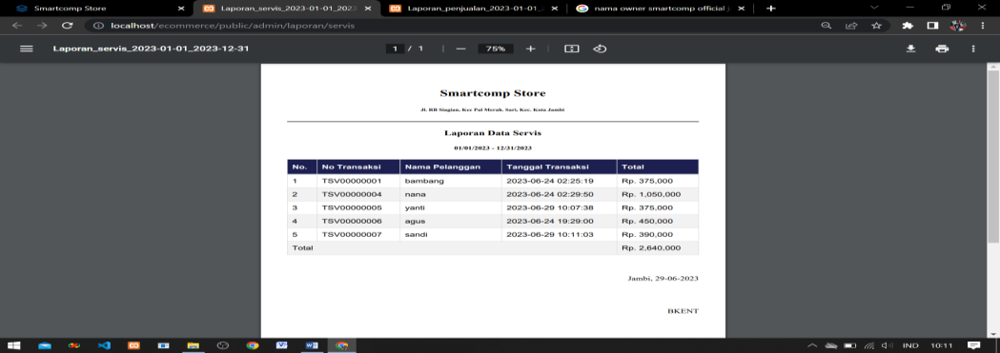 Smartcomp Store
Laporan_servis_2023-01-01_2023
Laporan_penjualan_2023-01-01_
nama owner smartcomp official j
localhost/ecommerce/public/admin/laporan/servis
Laporan_servis_2023-01-01_2023-12-31
1 / 1
75%
Smartcomp Store
Jl. RB Siagian, Kec Pal Merah. Sari, Kec. Kota Jambi
Laporan Data Servis
01/01/2023 - 12/31/2023
No. No Transaksi Nama Pelanggan Tanggal Transaksi Total
1 TSV00000001 bambang 2023-06-24 02:25:19 Rp. 375,000
2 TSV00000004 nana 2023-06-24 02:29:50 Rp. 1,050,000
3 TSV00000005 yanti 2023-06-29 10:07:38 Rp. 375,000
4 TSV00000006 agus 2023-06-24 19:29:00 Rp. 450,000
5 TSV00000007 sandi 2023-06-29 10:11:03 Rp. 390,000
Total Rp. 2,640,000
Jambi, 29-06-2023
BKENT
IND 10:11